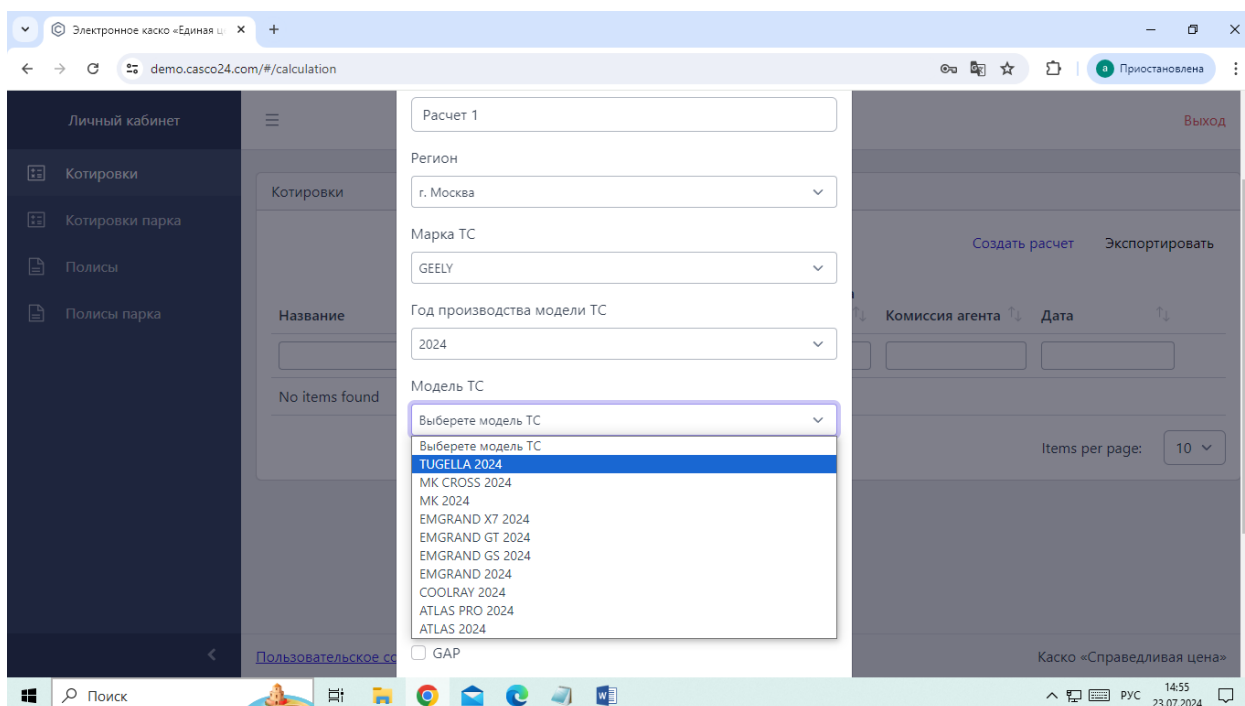 Электронное каско «Единая ц
demo.casco24.com/#/calculation
а Приостановлена
Личный кабинет
Выход
Котировки
Котировки парка
Полисы
Полисы парка
Котировки
Создать расчет Экспортировать
Название
Комиссия агента
Дата
No items found
Items per page: 10
Расчет 1
Регион
г. Москва
Марка ТС
GEELY
Год производства модели ТС
2024
Модель ТС
Выберете модель ТС
Выберете модель ТС
TUGELLA 2024
MK CROSS 2024
MK 2024
EMGRAND X7 2024
EMGRAND GT 2024
EMGRAND GS 2024
EMGRAND 2024
COOLRAY 2024
ATLAS PRO 2024
ATLAS 2024
GAP
Пользовательское со
Каско «Справедливая цена»
Поиск
РУС
14:55
23.07.2024